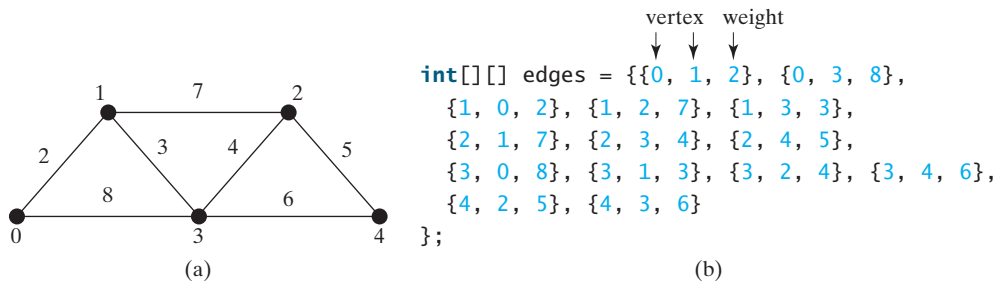 1
7
2
2
3
4
5
8
6
0
3
4
(a)
vertex weight
int[][] edges = {{0, 1, 2}, {0, 3, 8},
{1, 0, 2}, {1, 2, 7}, {1, 3, 3},
{2, 1, 7}, {2, 3, 4}, {2, 4, 5},
{3, 0, 8}, {3, 1, 3}, {3, 2, 4}, {3, 4, 6},
{4, 2, 5}, {4, 3, 6}
};
(b)